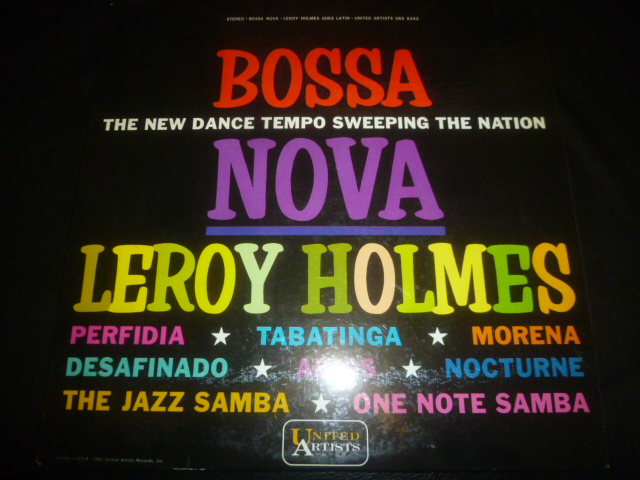 STEREO • BOSSA NOVA • LEROY HOLMES GOES LATIN • UNITED ARTISTS UAS 6242
BOSSA
THE NEW DANCE TEMPO SWEEPING THE NATION
NOVA
LEROY HOLMES
PERFIDIA ★ TABATINGA ★ MORENA
DESAFINADO ★ ★ NOCTURNE
THE JAZZ SAMBA ★ ONE NOTE SAMBA
UNITED
ARTISTS